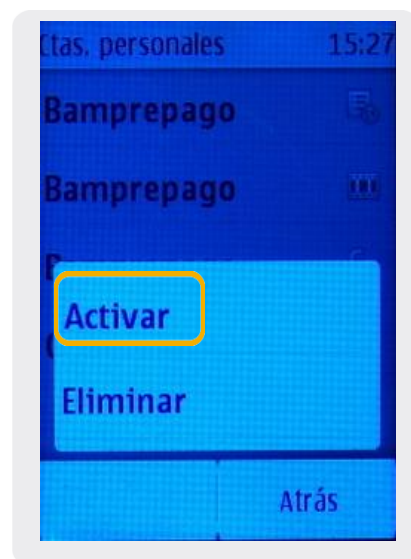 Ctas. personales 15:27
Bamprepago
Bamprepago
Activar
Eliminar
Atrás